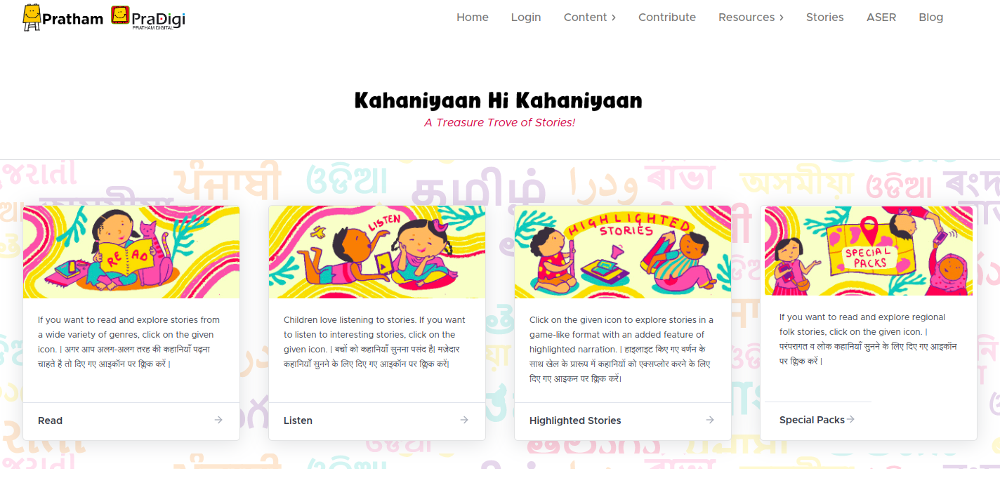 Pratham PraDigi
PRATHAM DIGITAL
Home Login Content Contribute Resources Stories ASER Blog
Kahaniyaan Hi Kahaniyaan
A Treasure Trove of Stories!
ਪੰਜਾਬੀ ଓଡିଆ தமிழ் ৰাভা অসমীয়া ଓଡିଆ
READ
If you want to read and explore stories from
a wide variety of genres, click on the given
icon. | अगर आप अलग-अलग तरह की कहानियाँ पढ़ना
चाहते है तो दिए गए आइकॉन पर क्लिक करें |
Read
LISTEN
Children love listening to stories. If you want
to listen to interesting stories, click on the
given icon. | बच्चों को कहानियाँ सुनना पसंद है| मज़ेदार
कहानियाँ सुनने के लिए दिए गए आइकॉन पर क्लिक करें|
Listen
HIGHLIGHTED
STORIES
Click on the given icon to explore stories in a
game-like format with an added feature of
highlighted narration. | हाइलाइट किए गए वर्णन के
साथ खेल के प्रारूप में कहानियों को एक्सप्लोर करने के लिए
दिए गए आइकन पर क्लिक करें।
Highlighted Stories
SPECIAL
PACKS
If you want to read and explore regional
folk stories, click on the given icon. |
परंपरागत व लोक कहानियाँ सुनने के लिए दिए गए आइकॉन
पर क्लिक करें |
Special Packs